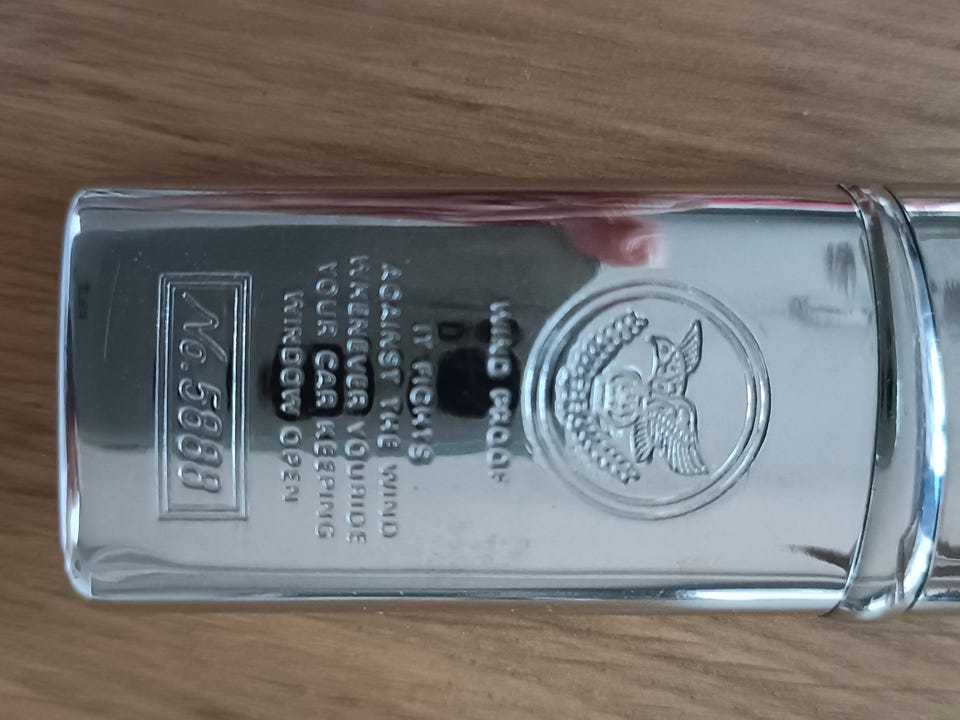 WIND PROOF
IT FIGHTS
AGAINST THE WIND
WHENEVER YOURIDE
YOUR CAR KEEPING
WINDOW OPEN
No.5888